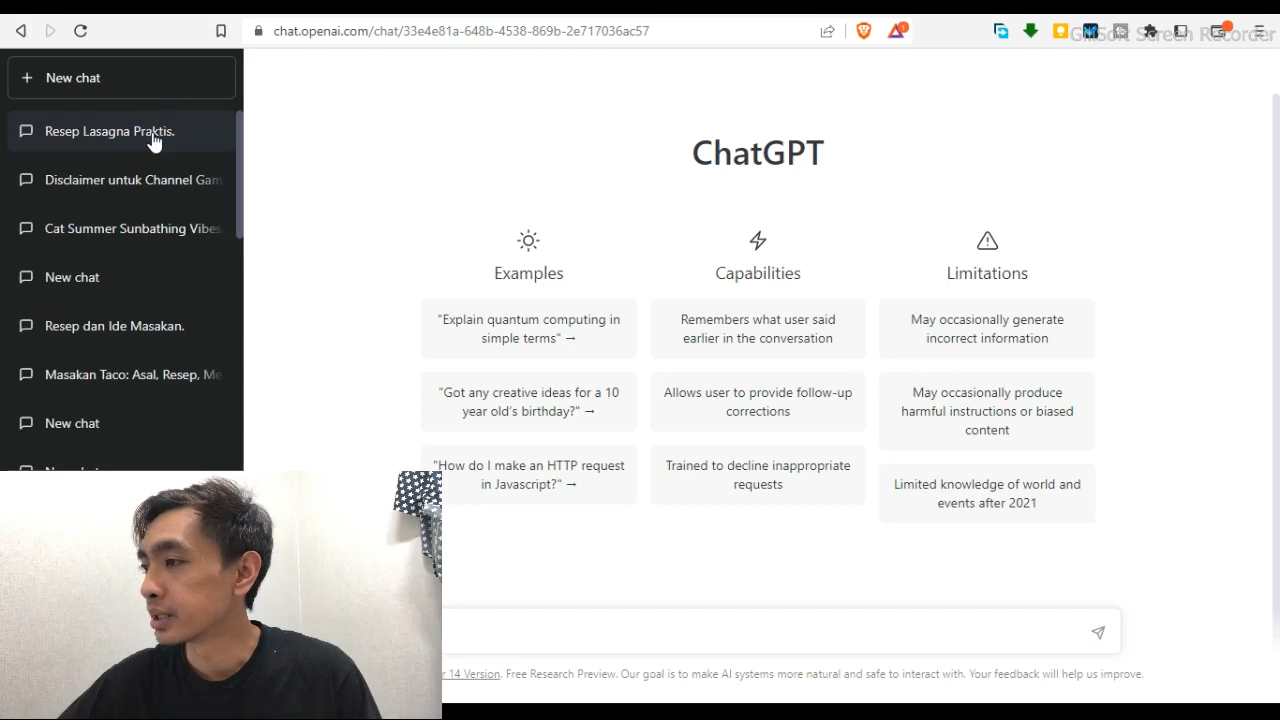 chat.openai.com/chat/33e4e81a-648b-4538-869b-2e717036ac57
1
GiliSoft Screen Recorder
New chat
Resep Lasagna Praktis.
Disclaimer untuk Channel Gam
Cat Summer Sunbathing Vibes
New chat
Resep dan Ide Masakan.
Masakan Taco: Asal, Resep, Me
New chat
ChatGPT
Examples
"Explain quantum computing in
simple terms" →
"Got any creative ideas for a 10
year old's birthday?" →
"How do I make an HTTP request
in Javascript?" →
Capabilities
Remembers what user said
earlier in the conversation
Allows user to provide follow-up
corrections
Trained to decline inappropriate
requests
Limitations
May occasionally generate
incorrect information
May occasionally produce
harmful instructions or biased
content
Limited knowledge of world and
events after 2021
14 Version. Free Research Preview. Our goal is to make AI systems more natural and safe to interact with. Your feedback will help us improve.